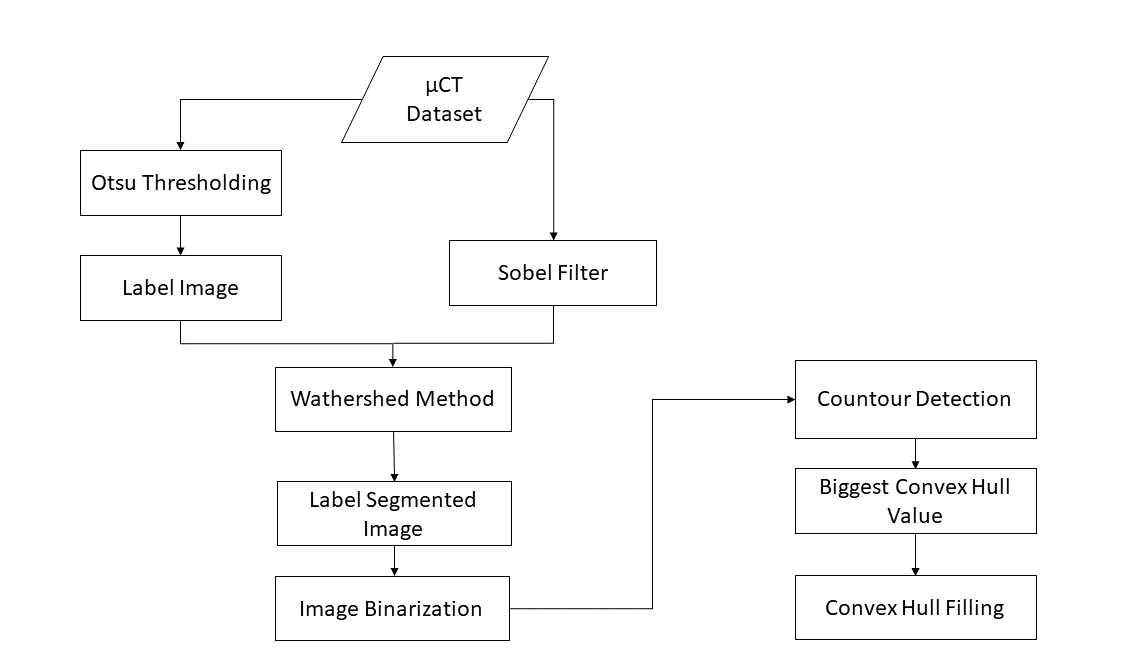 µCT
Dataset
Otsu Thresholding
Label Image
Sobel Filter
Wathershed Method
Label Segmented
Image
Image Binarization
Countour Detection
Biggest Convex Hull
Value
Convex Hull Filling